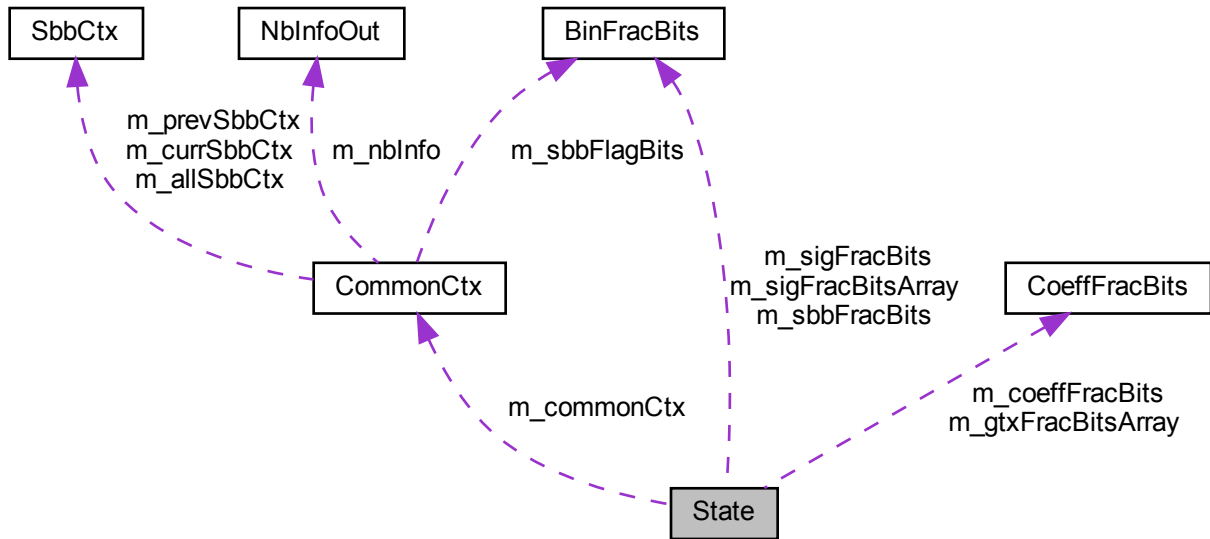 SbbCtx
NbInfoOut
BinFracBits
m_prevSbbCtx
m_currSbbCtx
m_allSbbCtx
m_nbInfo
m_sbbFlagBits
m_sigFracBits
m_sigFracBitsArray
m_sbbFracBits
CommonCtx
CoeffFracBits
m_commonCtx
m_coeffFracBits
m_gtxFracBitsArray
State